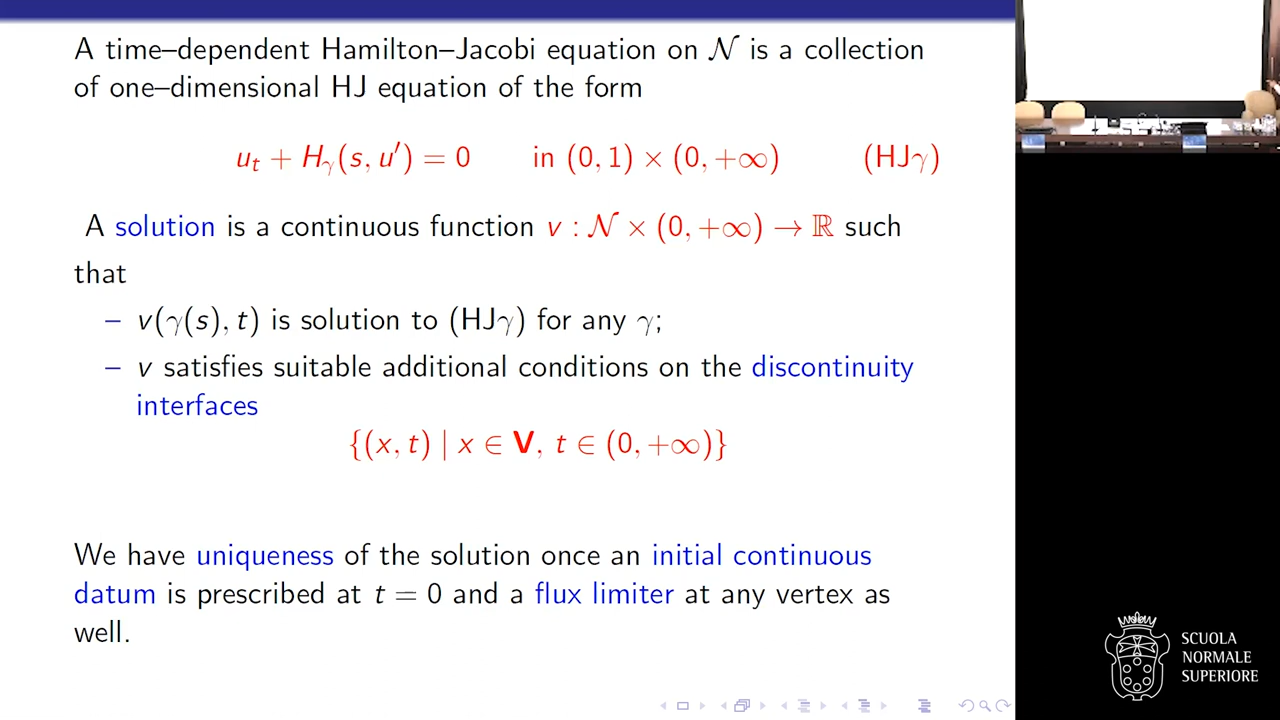 A time–dependent Hamilton–Jacobi equation on 𝒩 is a collection
of one–dimensional HJ equation of the form
uₜ + Hᵧ(s, u′) = 0 in (0, 1) × (0, +∞) (HJγ)
A solution is a continuous function v : 𝒩 × (0, +∞) → ℝ such
that
– v(γ(s), t) is solution to (HJγ) for any γ;
– v satisfies suitable additional conditions on the discontinuity
interfaces
{(x, t) | x ∈ V, t ∈ (0, +∞)}
We have uniqueness of the solution once an initial continuous
datum is prescribed at t = 0 and a flux limiter at any vertex as
well.
SCUOLA
NORMALE
SUPERIORE